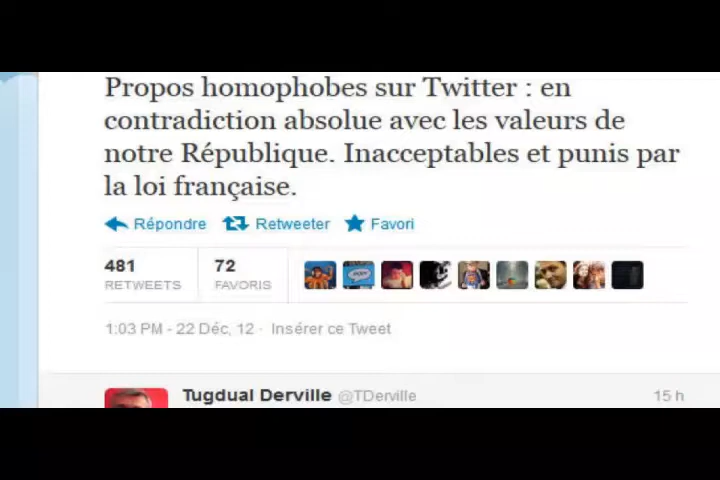 Propos homophobes sur Twitter : en
contradiction absolue avec les valeurs de
notre République. Inacceptables et punis par
la loi française.
Répondre Retweeter Favori
481 72
RETWEETS FAVORIS
1:03 PM - 22 Déc, 12 · Insérer ce Tweet
Tugdual Derville @TDerville 15 h